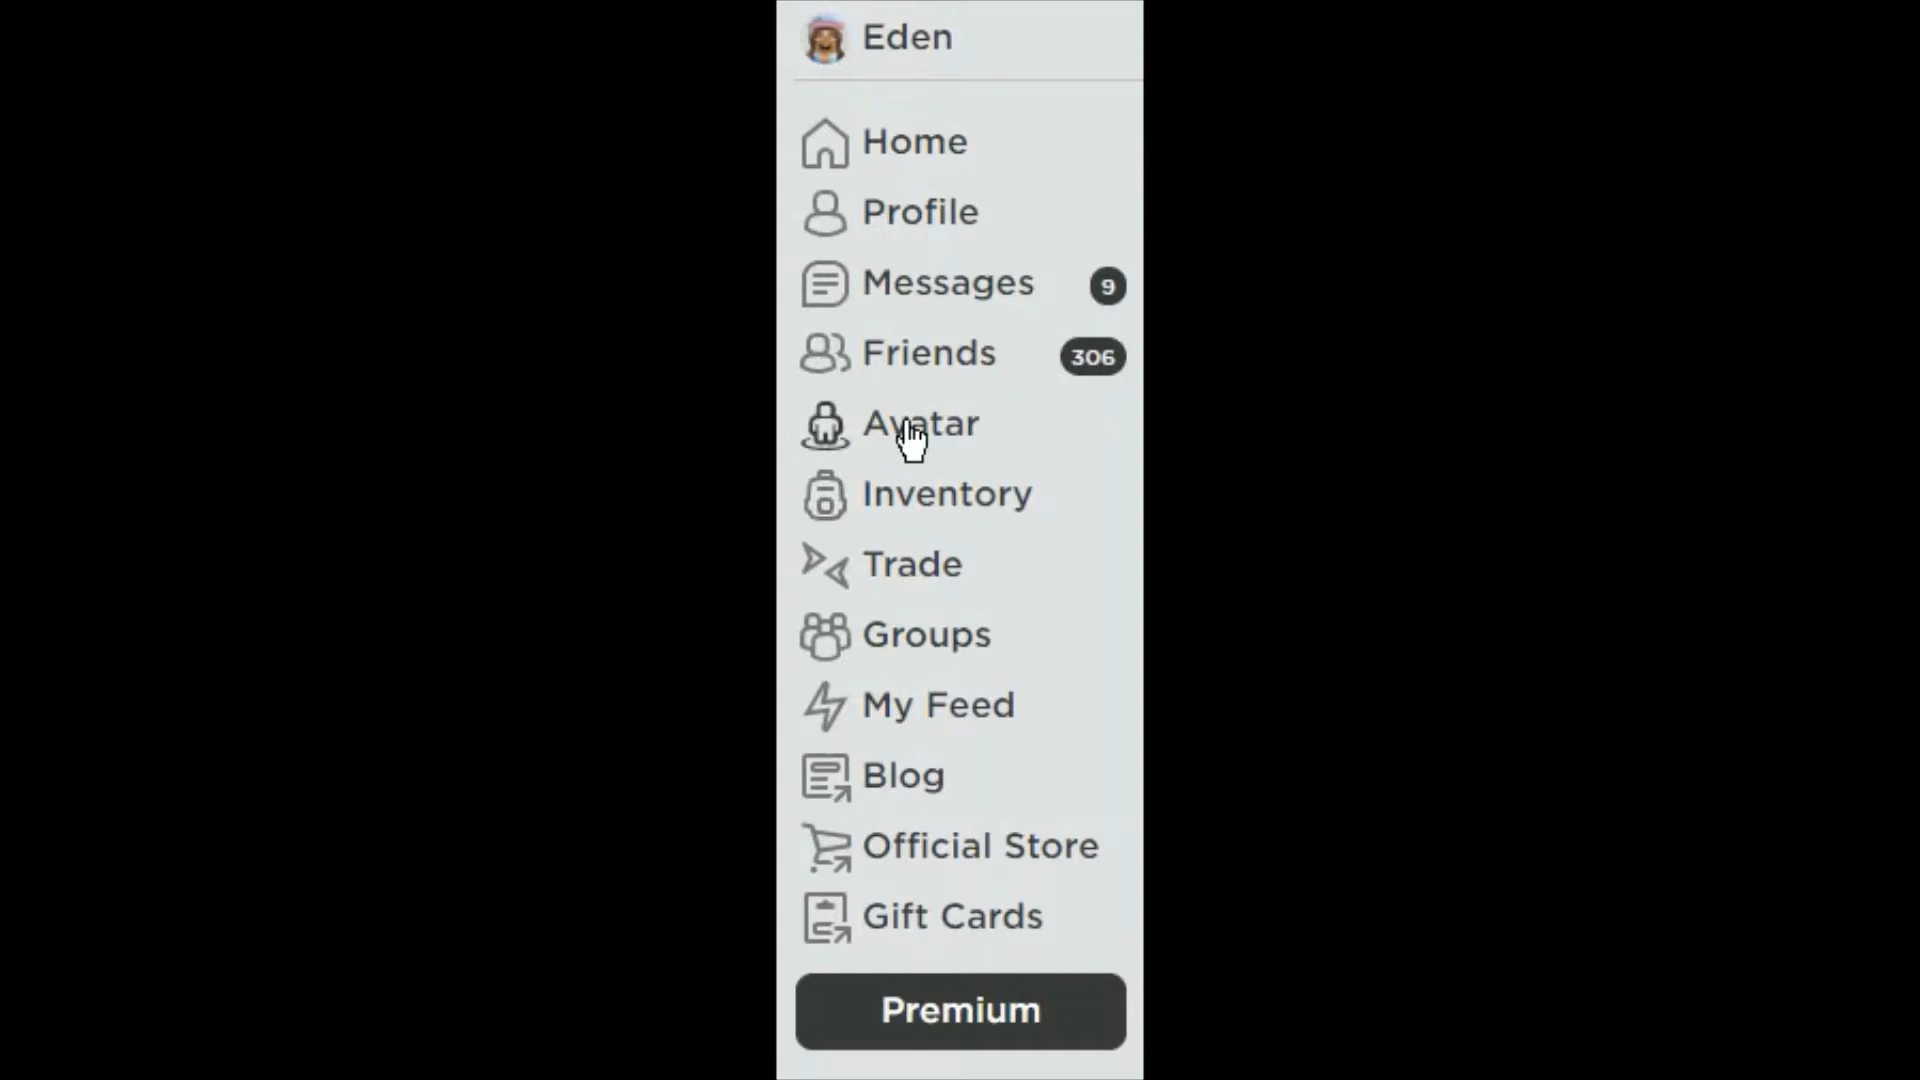 Eden
Home
Profile
Messages 9
Friends 306
Avatar
Inventory
Trade
Groups
My Feed
Blog
Official Store
Gift Cards
Premium